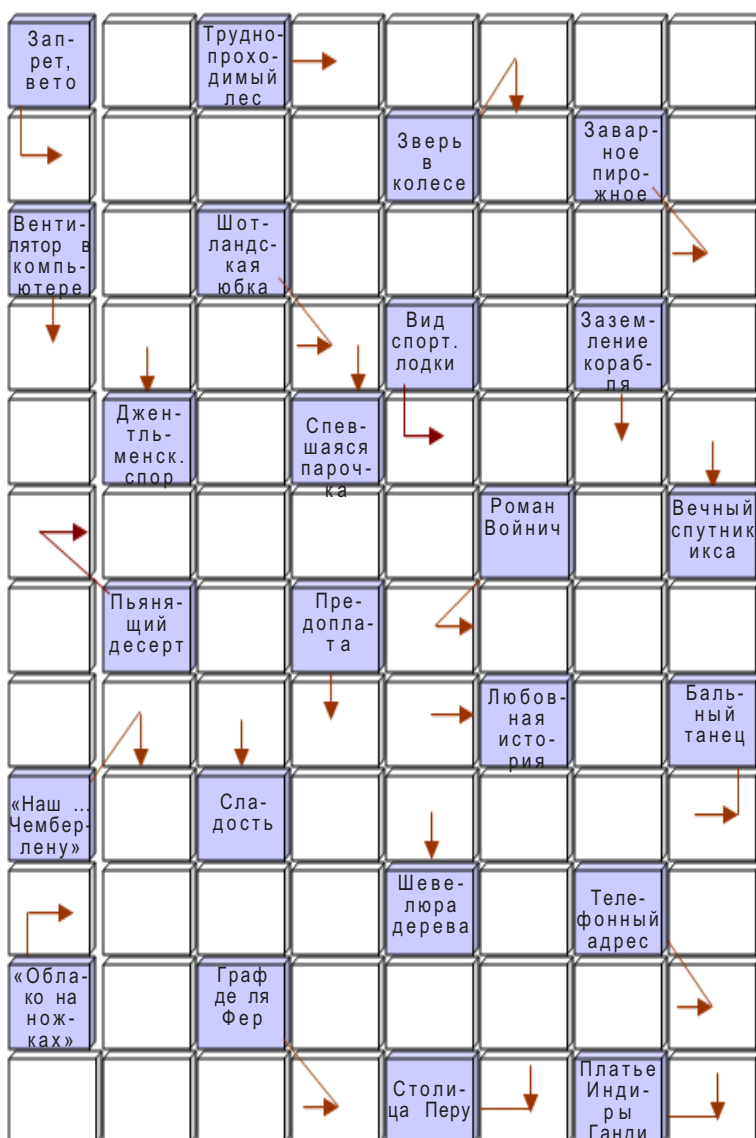 Зап-
рет,
вето
Трудно-
прохо-
димый
лес
Зверь
в
колесе
Завар-
ное
пиро-
жное
Венти-
лятор в
компь-
ютере
Шот-
ландс-
кая
юбка
Вид
спорт.
лодки
Зазем-
ление
кораб-
ля
Джен-
тль-
менск.
спор
Спев-
шаяся
пароч-
ка
Роман
Войнич
Вечный
спутник
икса
Пьяня-
щий
десерт
Пре-
допла-
та
Любов-
ная
исто-
рия
Баль-
ный
танец
«Наш ...
Чембер-
лену»
Сла-
дость
Шеве-
люра
дерева
Теле-
фонный
адрес
«Обла-
ко на
нож-
ках»
Граф
де ля
Фер
Столи-
ца Перу
Платье
Инди-
ры
Ганди